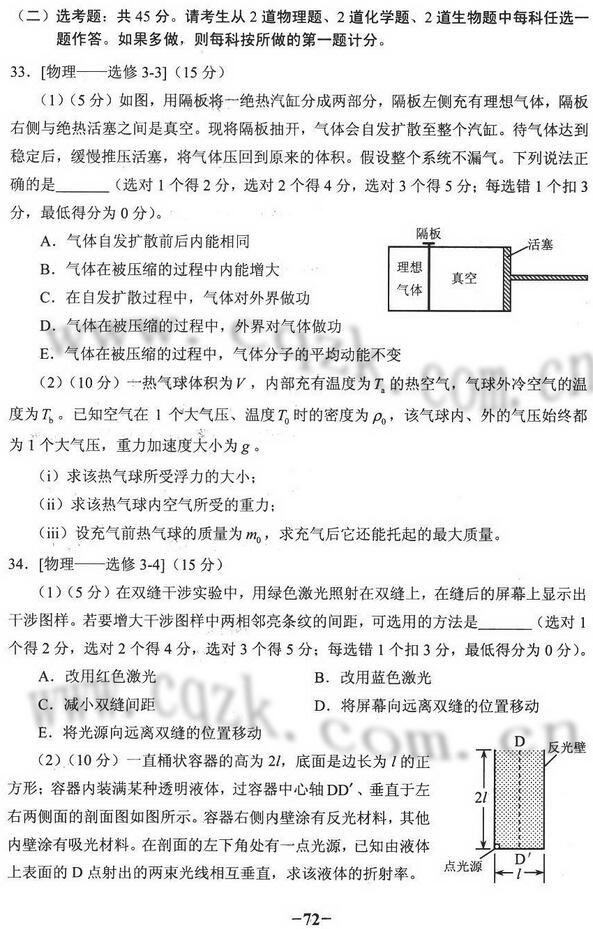 （二）选考题：共 45 分。请考生从 2 道物理题、2 道化学题、2 道生物题中每科任选一
题作答。如果多做，则每科按所做的第一题计分。
33．[物理——选修 3-3]（15 分）
（1）（5 分）如图，用隔板将一绝热汽缸分成两部分，隔板左侧充有理想气体，隔板
右侧与绝热活塞之间是真空。现将隔板抽开，气体会自发扩散至整个汽缸。待气体达到
稳定后，缓慢推压活塞，将气体压回到原来的体积。假设整个系统不漏气。下列说法正
确的是______（选对 1 个得 2 分，选对 2 个得 4 分，选对 3 个得 5 分；每选错 1 个扣 3
分，最低得分为 0 分）。
A．气体自发扩散前后内能相同
B．气体在被压缩的过程中内能增大
C．在自发扩散过程中，气体对外界做功
D．气体在被压缩的过程中，外界对气体做功
E．气体在被压缩的过程中，气体分子的平均动能不变
隔板
活塞
理想
气体
真空
（2）（10 分）一热气球体积为 V，内部充有温度为 Tₐ 的热空气，气球外冷空气的温
度为 T_b。已知空气在 1 个大气压、温度 T₀ 时的密度为 ρ₀，该气球内、外的气压始终都
为 1 个大气压，重力加速度大小为 g。
（i）求该热气球所受浮力的大小；
（ii）求该热气球内空气所受的重力；
（iii）设充气前热气球的质量为 m₀，求充气后它还能托起的最大质量。
34．[物理——选修 3-4]（15 分）
（1）（5 分）在双缝干涉实验中，用绿色激光照射在双缝上，在缝后的屏幕上显示出
干涉图样。若要增大干涉图样中两相邻亮条纹的间距，可选用的方法是______（选对 1
个得 2 分，选对 2 个得 4 分，选对 3 个得 5 分；每选错 1 个扣 3 分，最低得分为 0 分）。
A．改用红色激光
B．改用蓝色激光
C．减小双缝间距
D．将屏幕向远离双缝的位置移动
E．将光源向远离双缝的位置移动
（2）（10 分）一直桶状容器的高为 2l，底面是边长为 l 的正
方形；容器内装满某种透明液体，过容器中心轴 DD′、垂直于左
右两侧面的剖面图如图所示。容器右侧内壁涂有反光材料，其他
内壁涂有吸光材料。在剖面的左下角处有一点光源，已知由液体
上表面的 D 点射出的两束光线相互垂直，求该液体的折射率。
D
反光壁
2l
点光源
D′
l
www.cqzk.com.cn
www.cqzk.com.cn
-72-